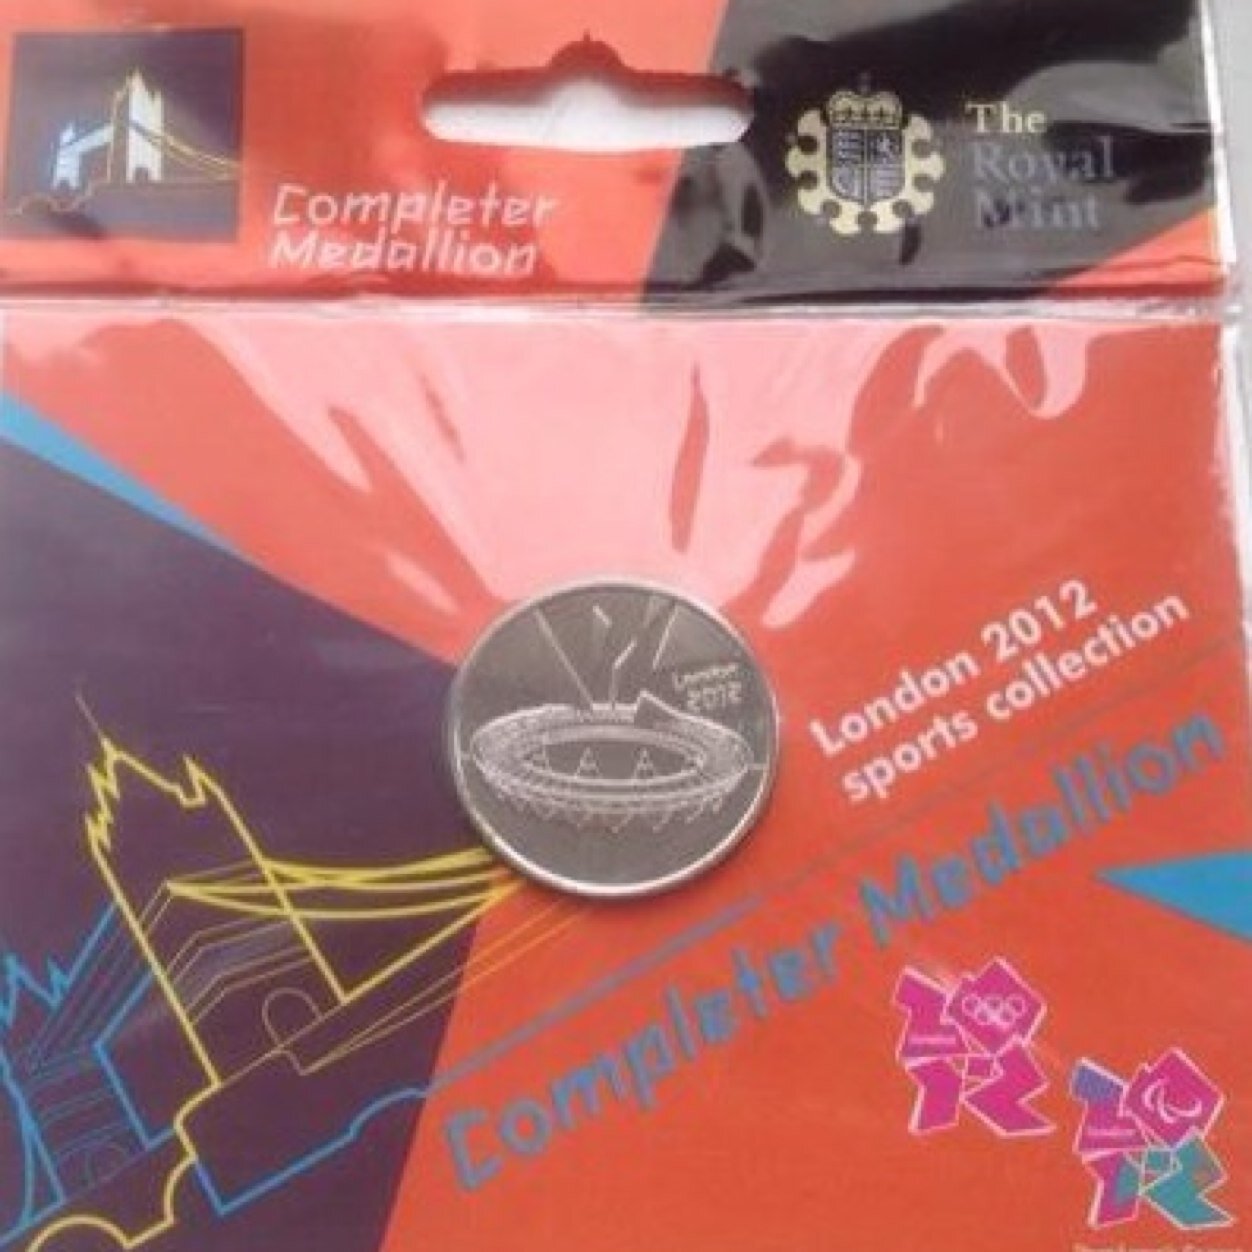 Completer
Medallion
The
Royal
Mint
London
2012
London 2012
sports collection
Completer Medallion